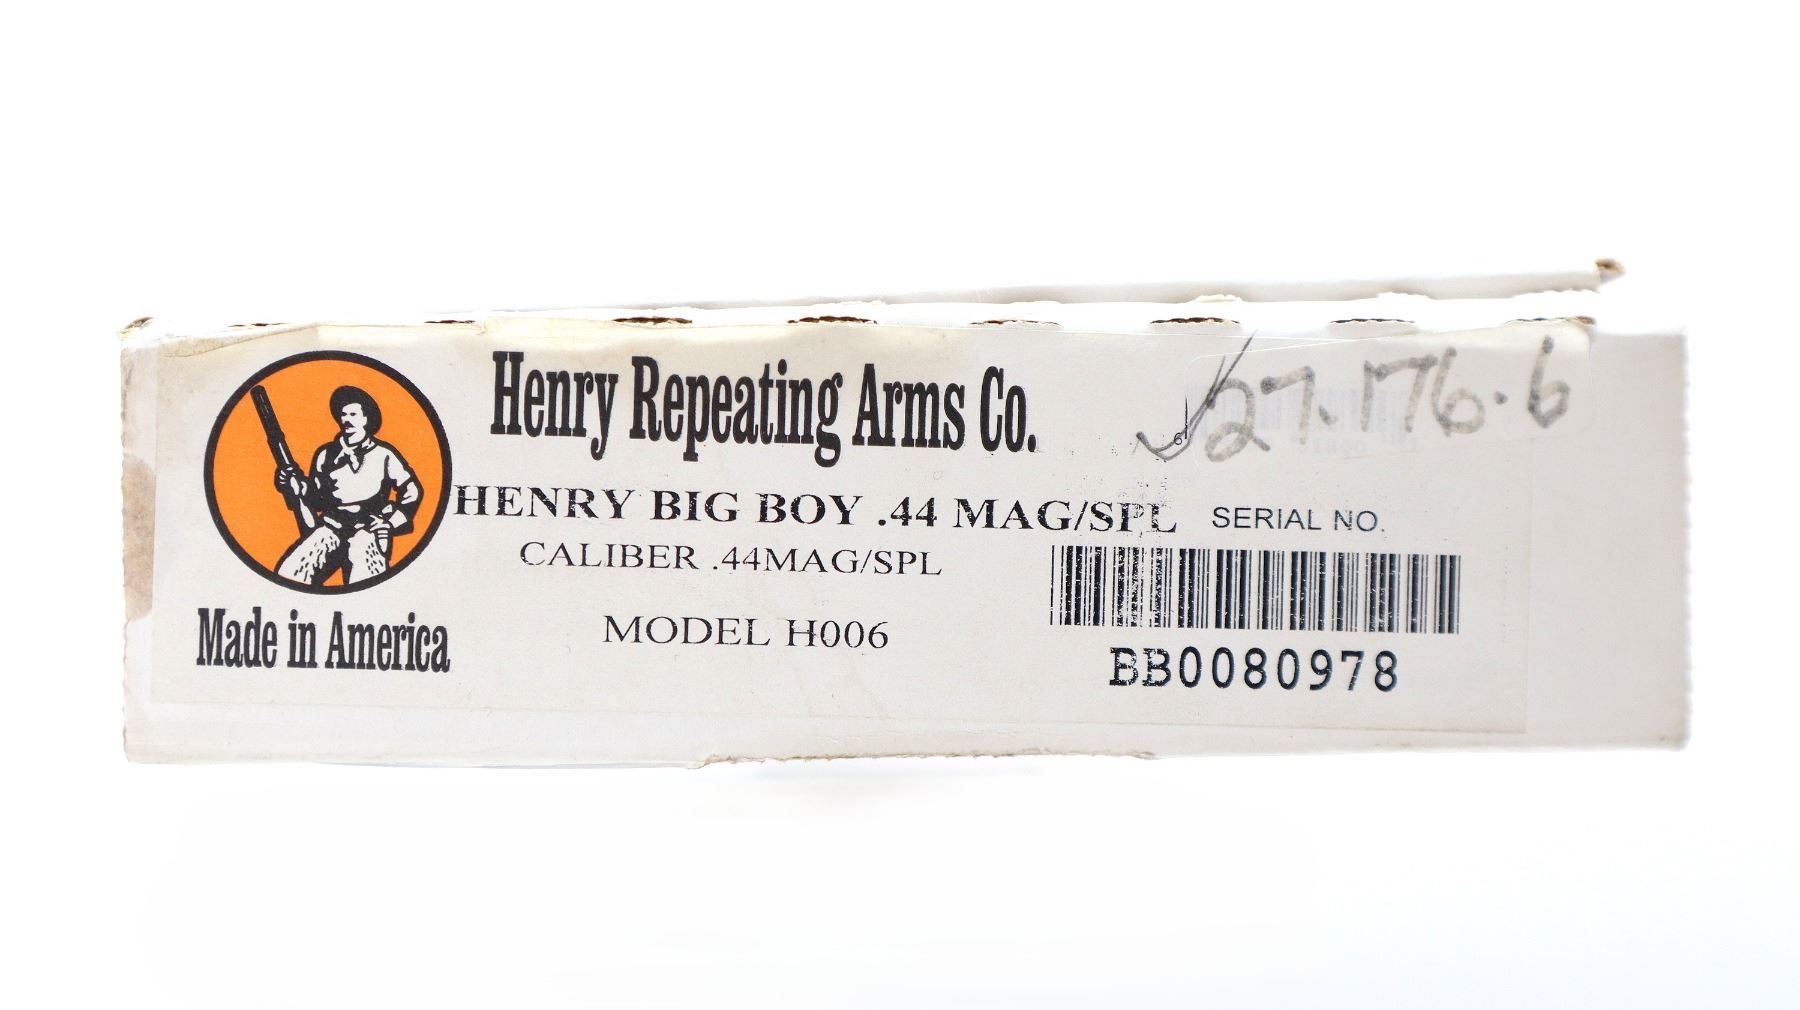 Henry Repeating Arms Co.
27.176.6
HENRY BIG BOY .44 MAG/SPL
SERIAL NO.
CALIBER .44MAG/SPL
MODEL H006
BB0080978
Made in America